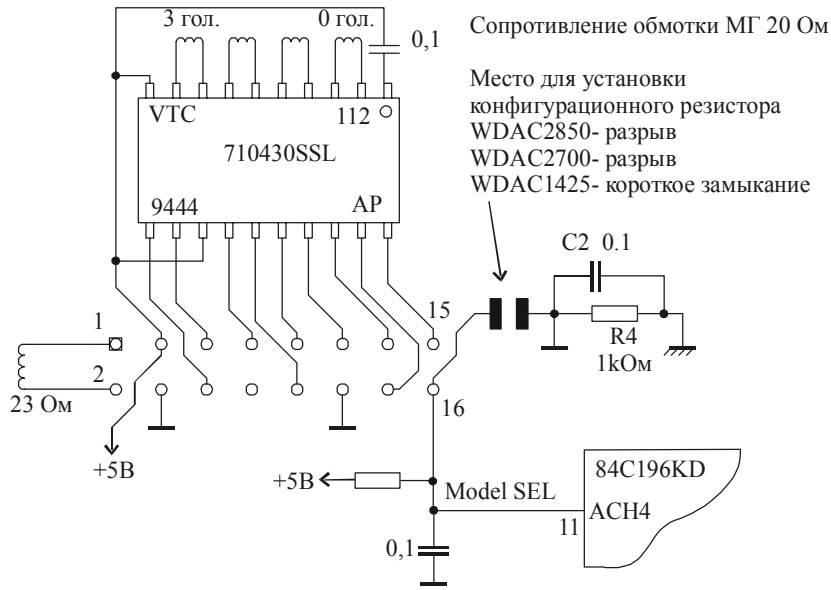 3 гол.
0 гол.
0,1
Сопротивление обмотки МГ 20 Ом
Место для установки
конфигурационного резистора
WDAC2850- разрыв
WDAC2700- разрыв
WDAC1425- короткое замыкание
VTC
112
710430SSL
9444
AP
C2 0.1
R4
1kОм
1
15
2
16
23 Ом
+5В
+5В
Model SEL
84C196KD
11
ACH4
0,1